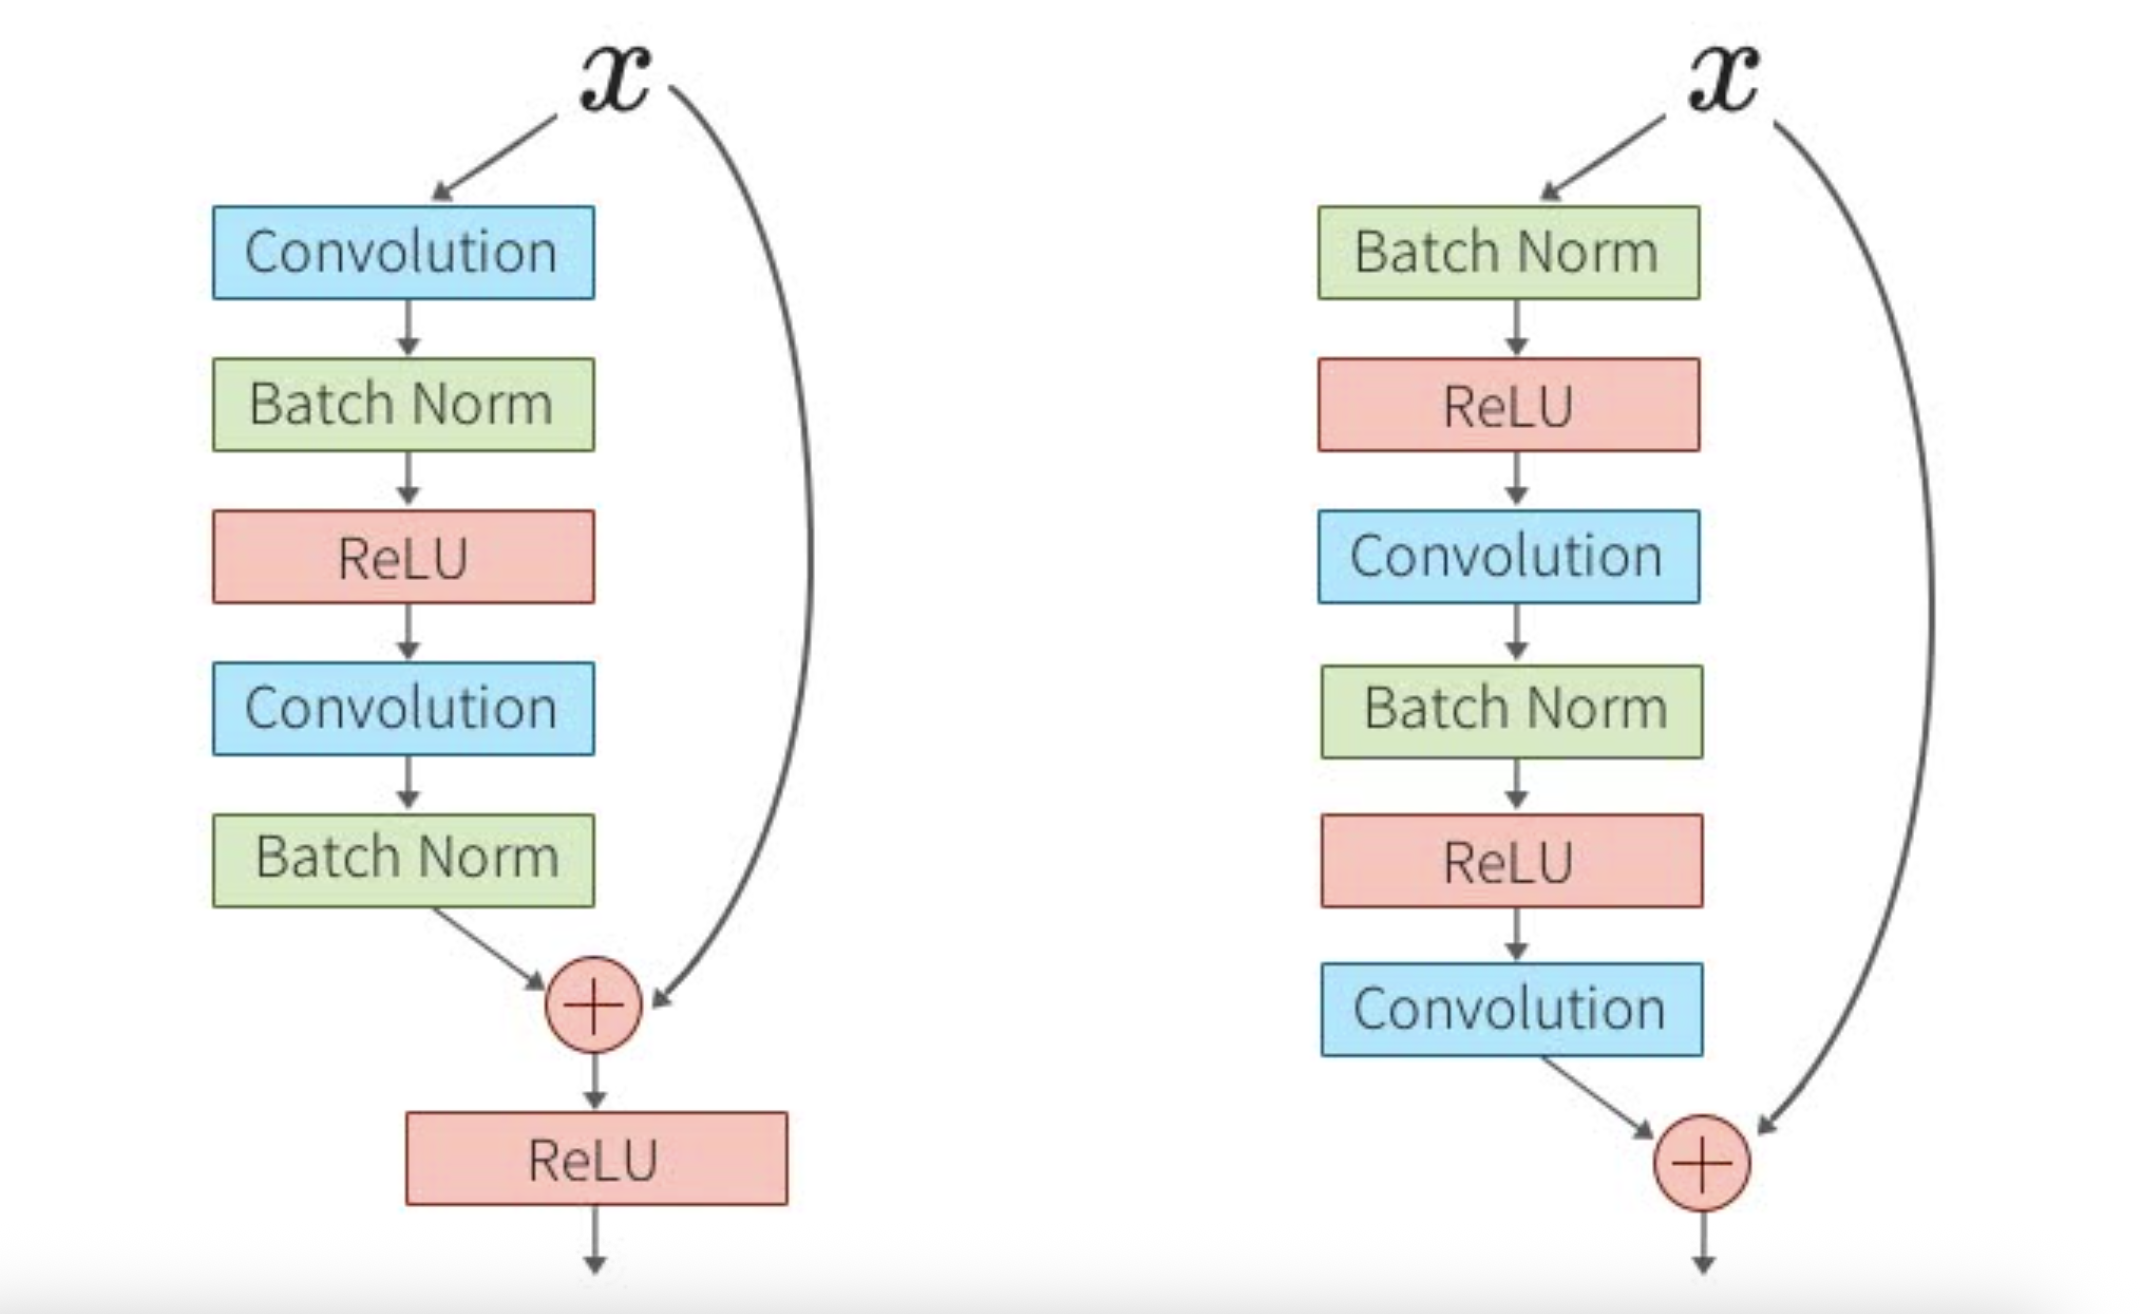 x
Convolution
Batch Norm
ReLU
Convolution
Batch Norm
+
ReLU
x
Batch Norm
ReLU
Convolution
Batch Norm
ReLU
Convolution
+